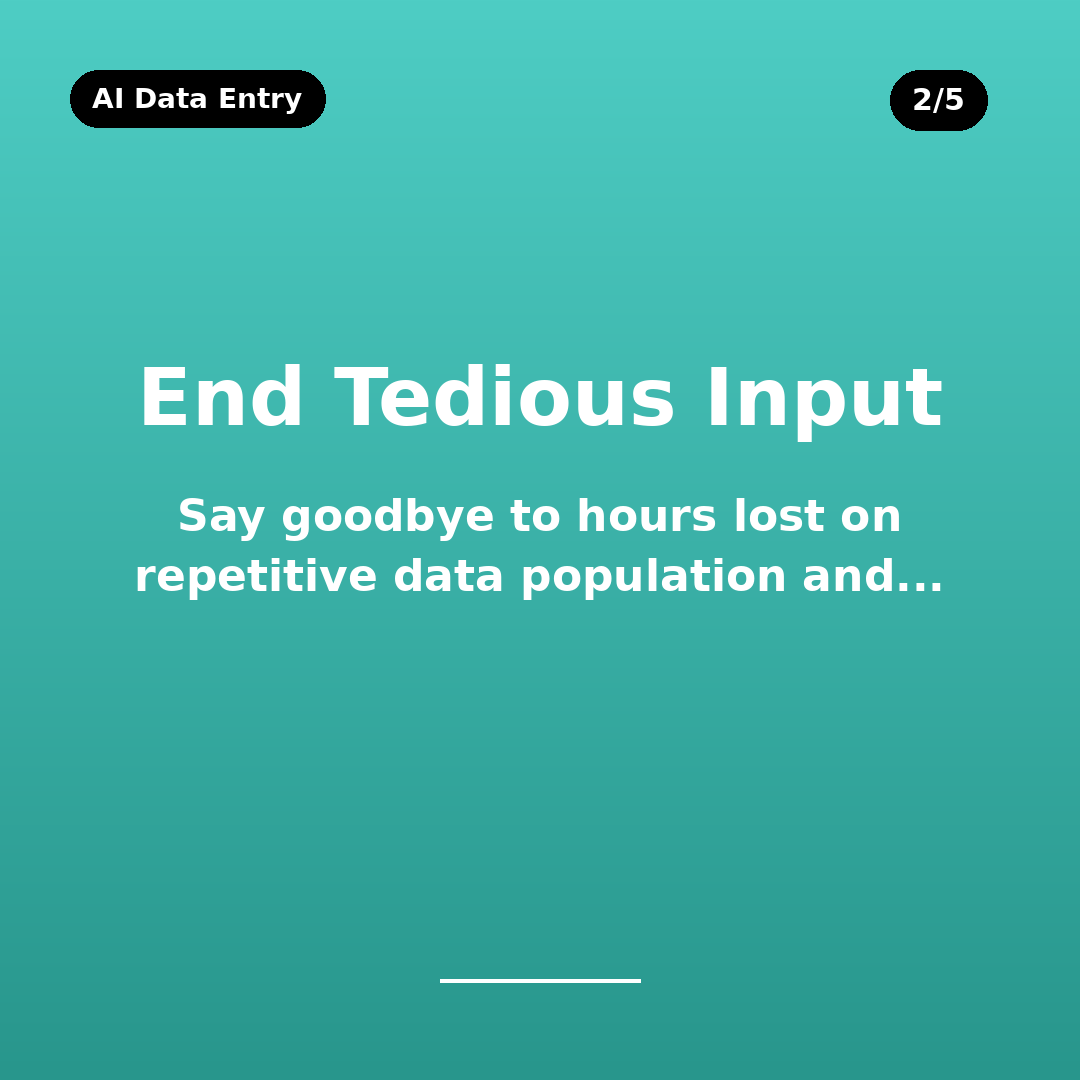 AI Data Entry
2/5
End Tedious Input
Say goodbye to hours lost on
repetitive data population and...